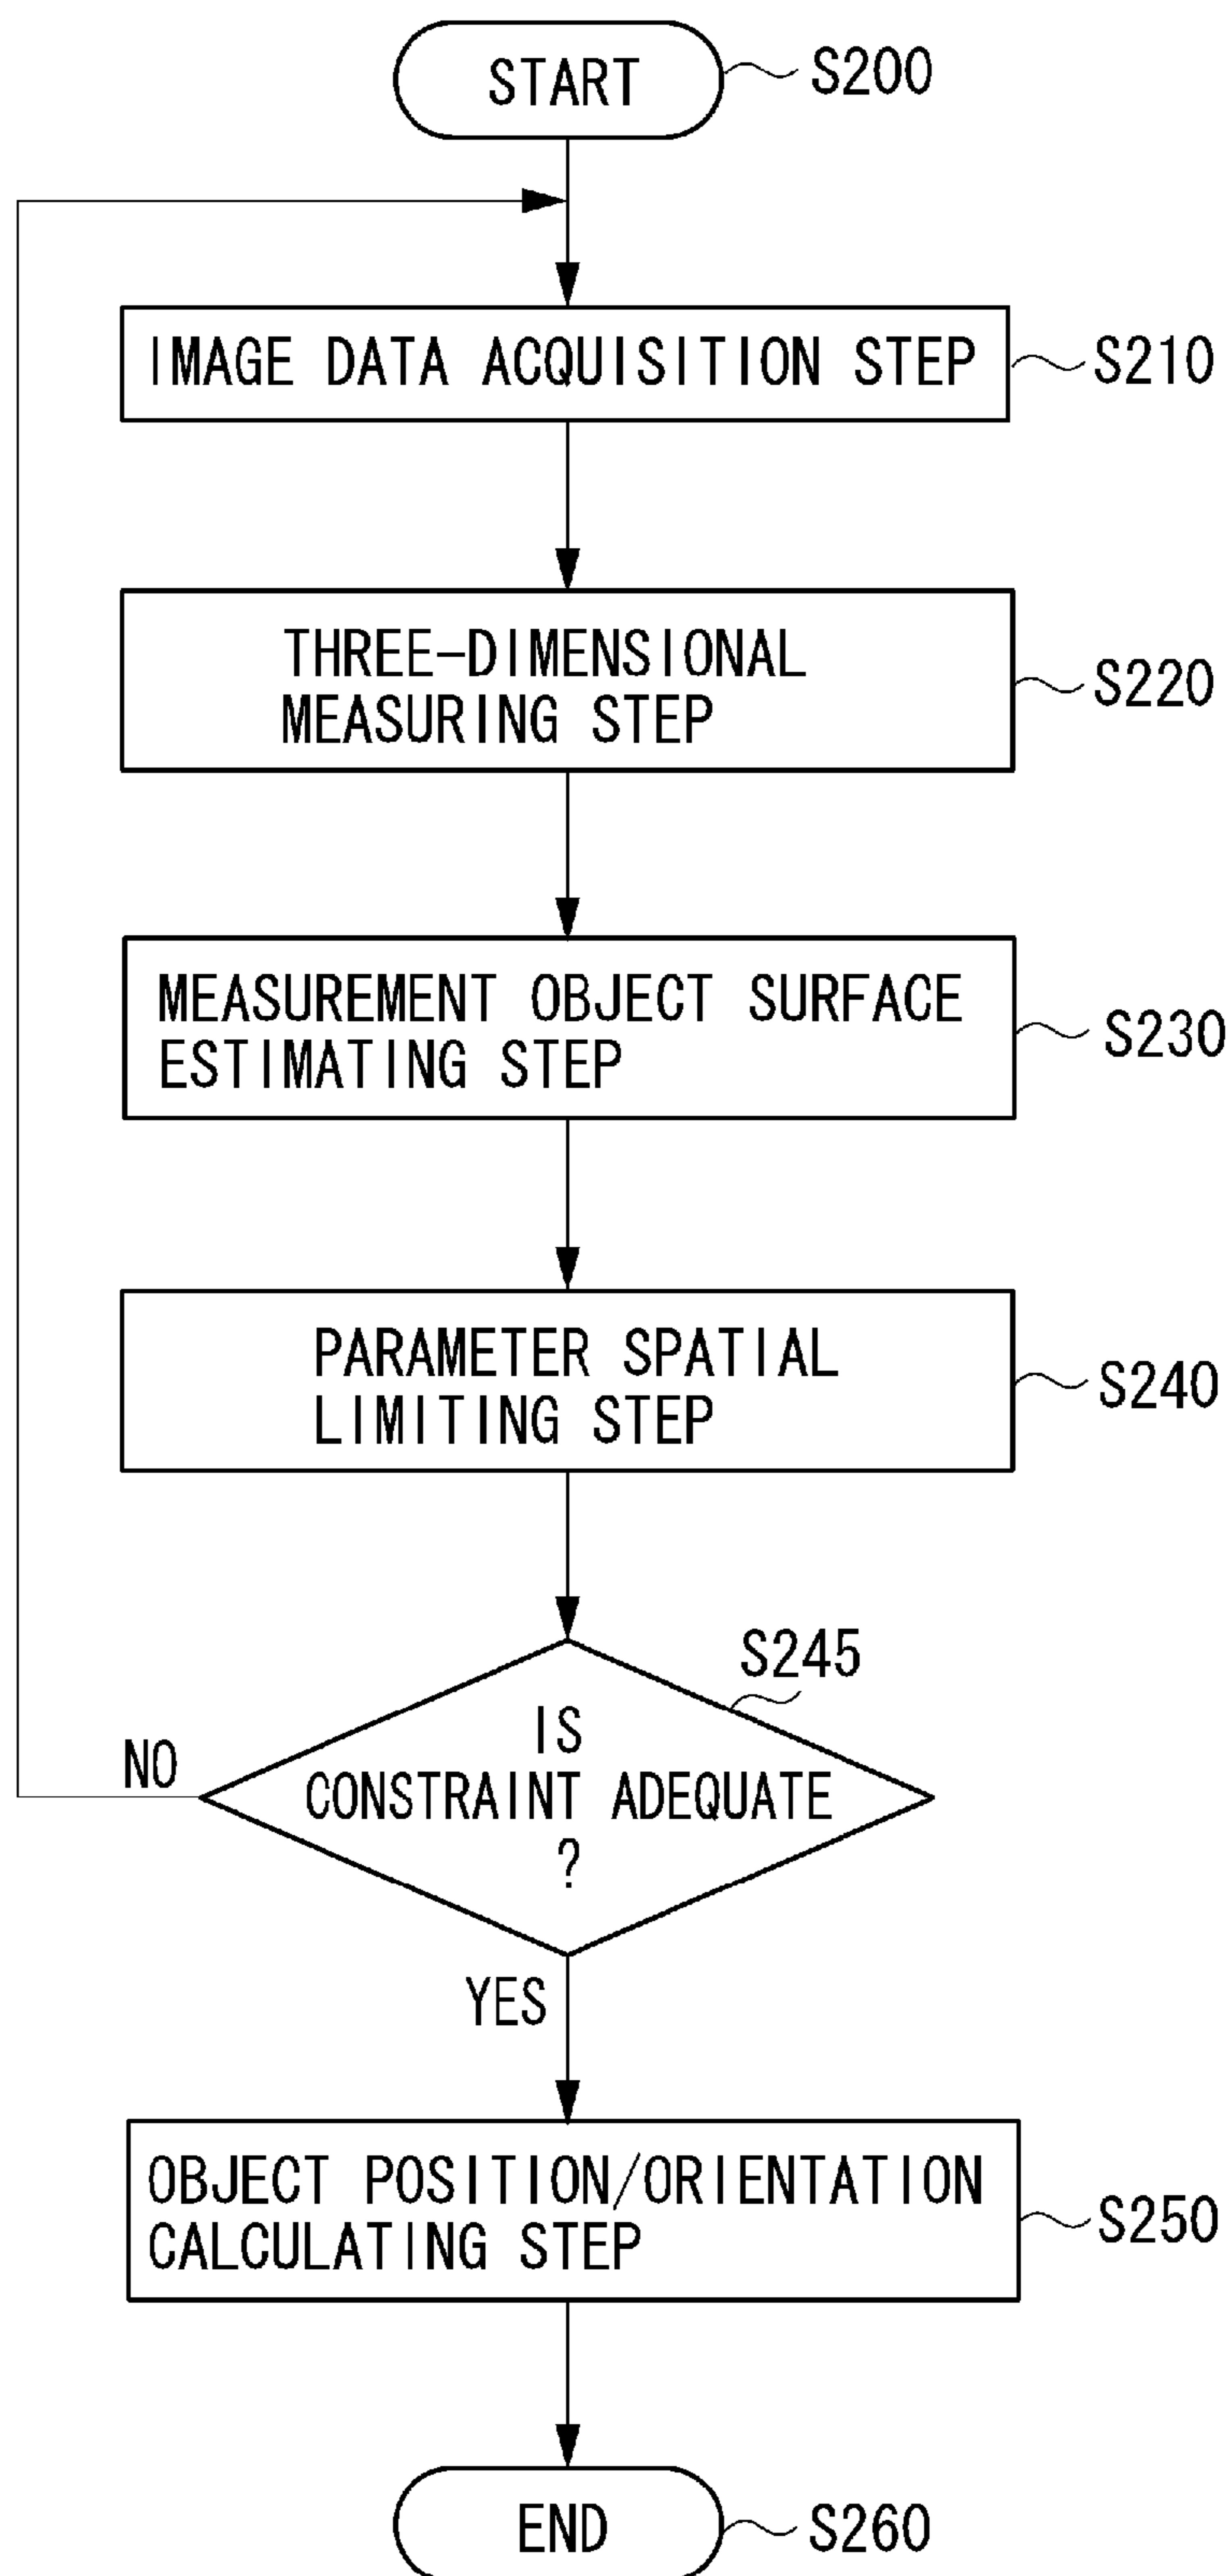 START
S200
IMAGE DATA ACQUISITION STEP
S210
THREE-DIMENSIONAL
MEASURING STEP
S220
MEASUREMENT OBJECT SURFACE
ESTIMATING STEP
S230
PARAMETER SPATIAL
LIMITING STEP
S240
S245
IS
CONSTRAINT ADEQUATE
?
NO
YES
OBJECT POSITION/ORIENTATION
CALCULATING STEP
S250
END
S260